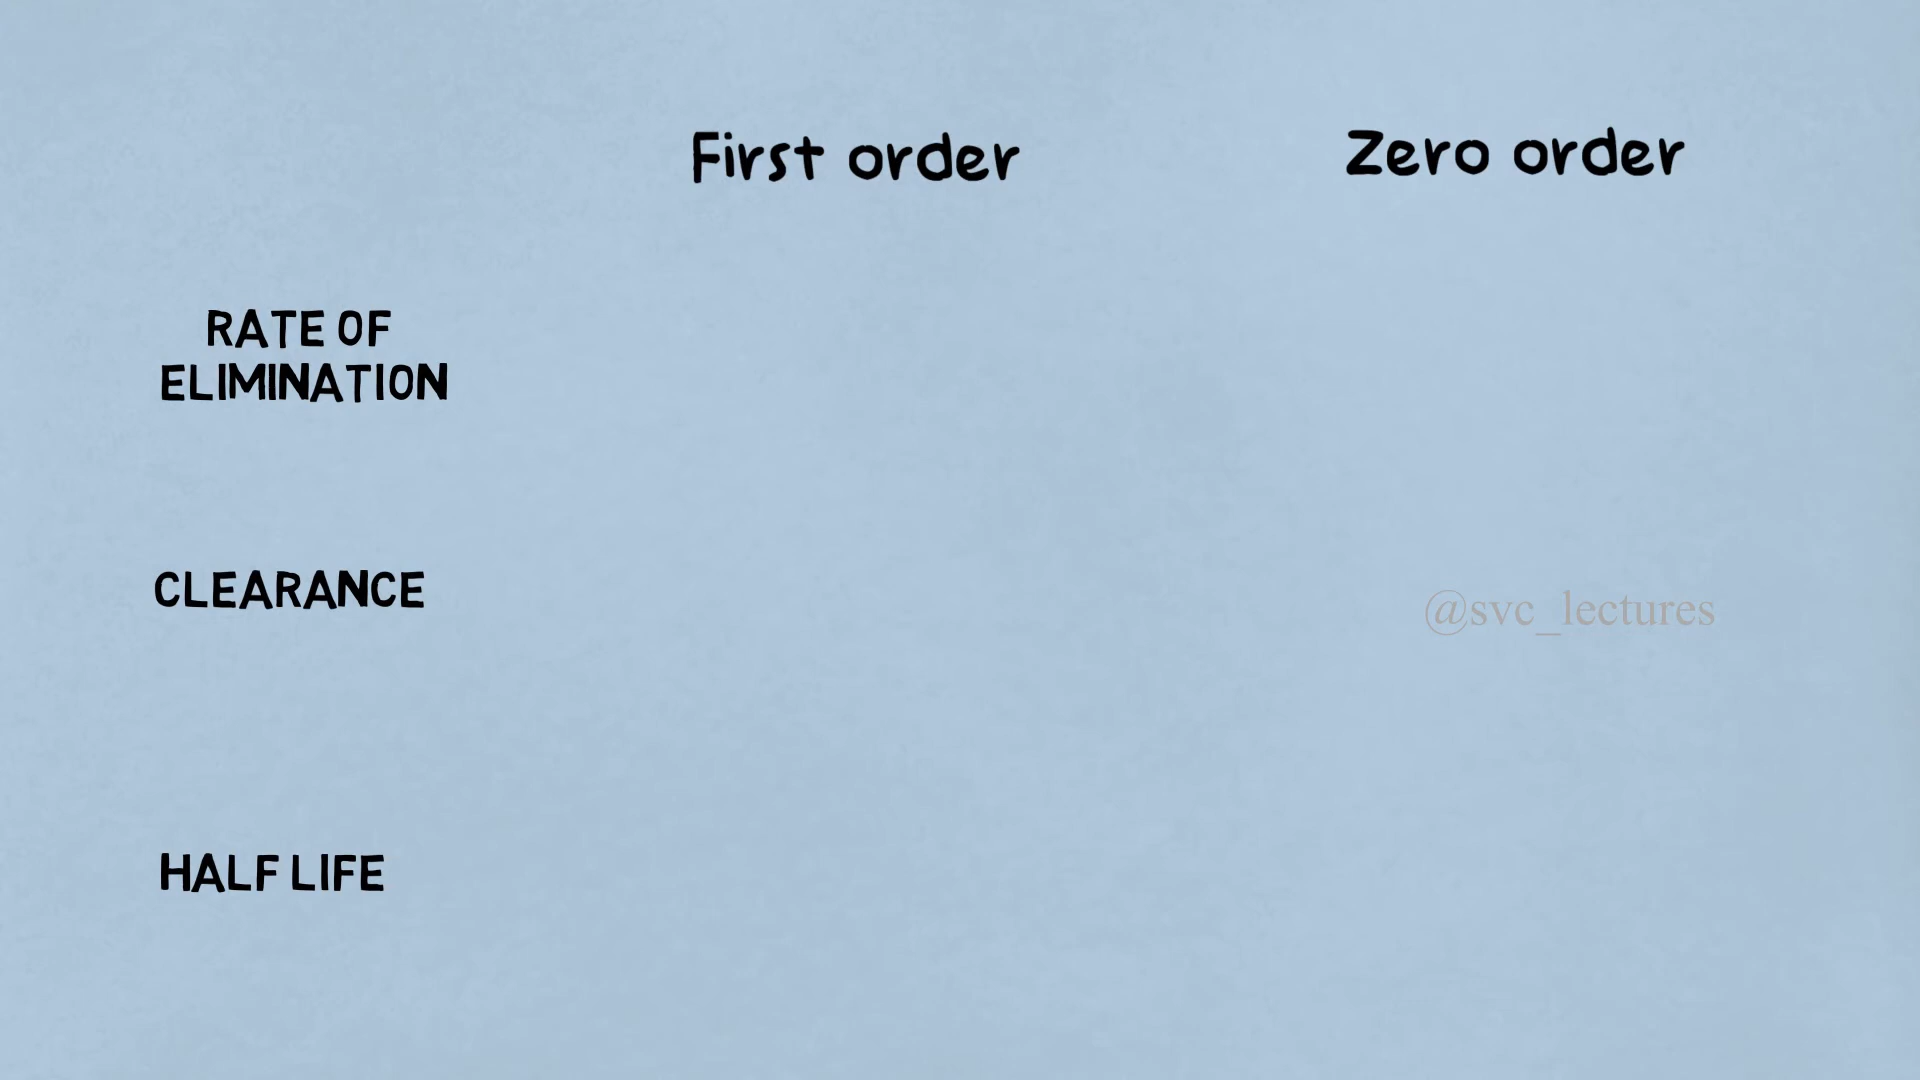 First order
Zero order
RATE OF
ELIMINATION
CLEARANCE
@svc_lectures
HALF LIFE